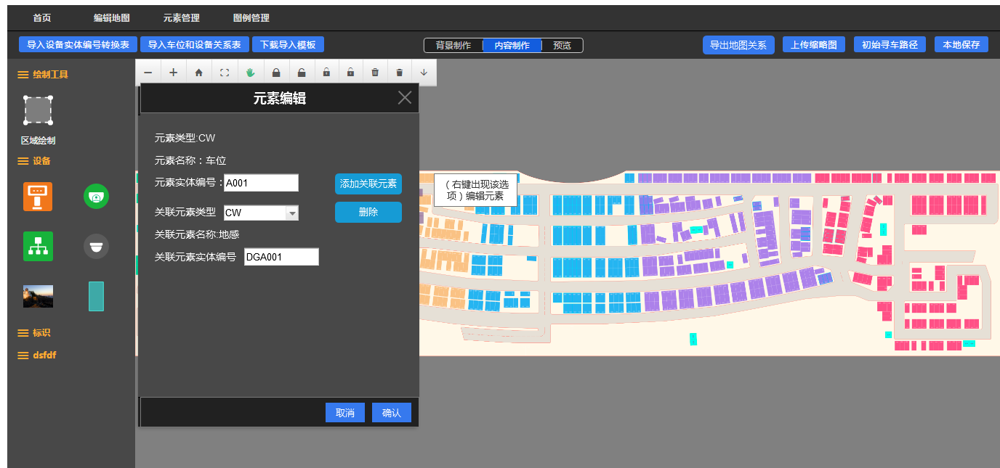 首页 编辑地图 元素管理 图例管理
导入设备实体编号转换表 导入车位和设备关系表 下载导入模板 背景制作 内容制作 预览 导出地图关系 上传缩略图 初始寻车路径 本地保存
绘制工具
区域绘制
设备
标识
dsfdf
元素编辑
元素类型:CW
元素名称：车位
元素实体编号：A001 添加关联元素
关联元素类型 CW 删除
关联元素名称:地感
关联元素实体编号 DGA001
取消 确认
（右键出现该选
项）编辑元素